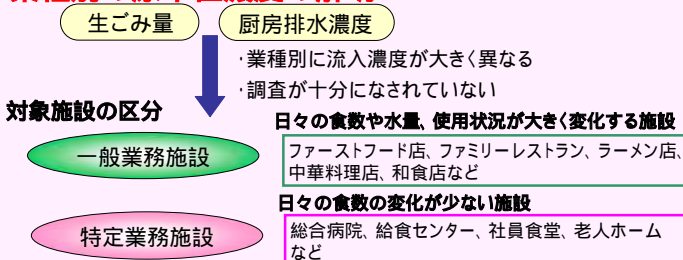 生ごみ量
厨房排水濃度
・業種別に流入濃度が大きく異なる
・調査が十分になされていない
対象施設の区分
日々の食数や水量、使用状況が大きく変化する施設
一般業務施設
ファーストフード店、ファミリーレストラン、ラーメン店、
中華料理店、和食店など
日々の食数の変化が少ない施設
特定業務施設
総合病院、給食センター、社員食堂、老人ホーム
など